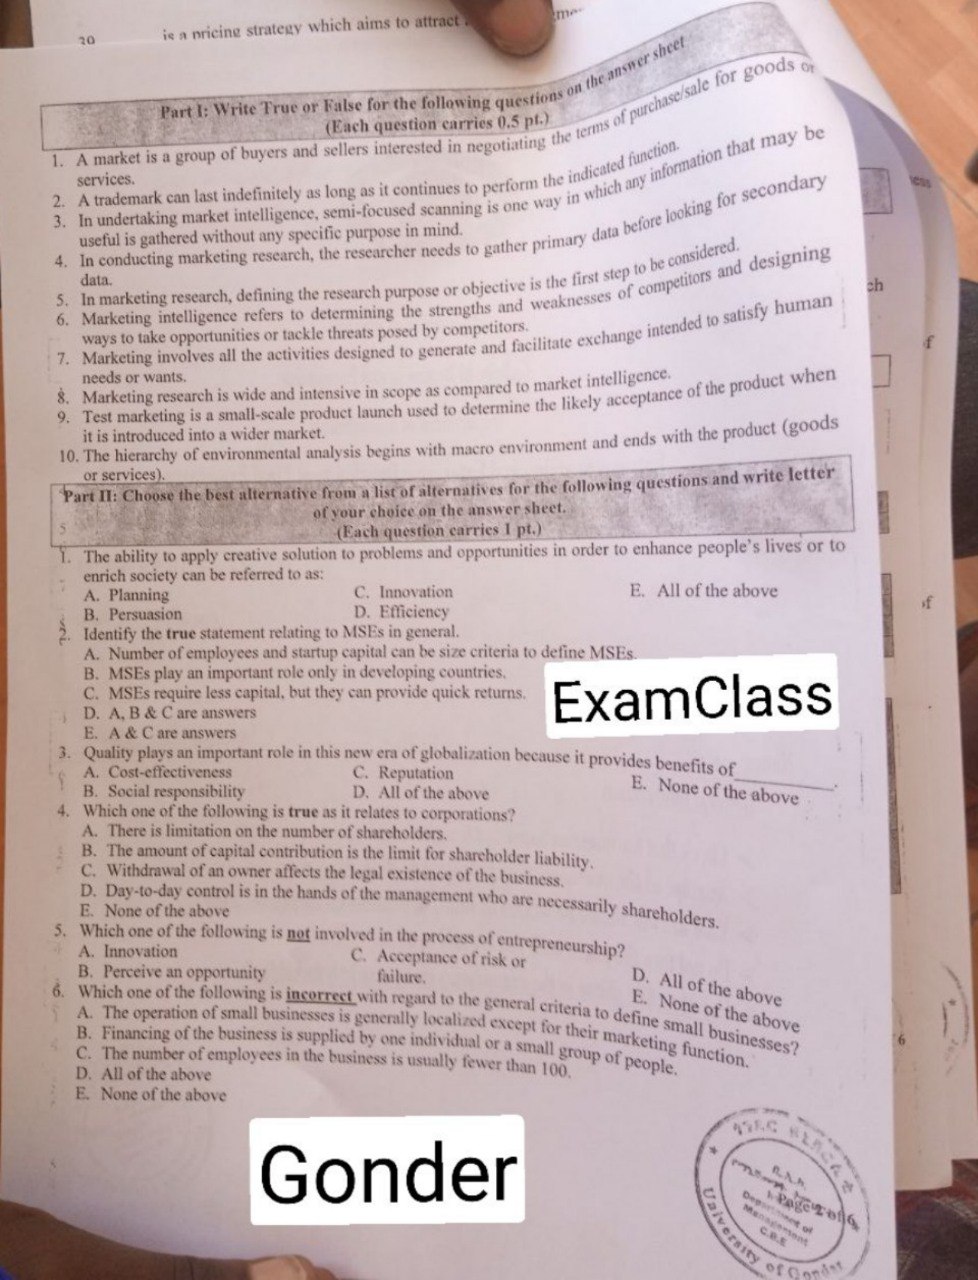 20
is a pricing strategy which aims to attract
Part I: Write True or False for the following questions on the answer sheet
(Each question carries 0.5 pt.)
1. A market is a group of buyers and sellers interested in negotiating the terms of purchase/sale for goods or
services.
2. A trademark can last indefinitely as long as it continues to perform the indicated function.
3. In undertaking market intelligence, semi-focused scanning is one way in which any information that may be
useful is gathered without any specific purpose in mind.
4. In conducting marketing research, the researcher needs to gather primary data before looking for secondary
data.
5. In marketing research, defining the research purpose or objective is the first step to be considered.
6. Marketing intelligence refers to determining the strengths and weaknesses of competitors and designing
ways to take opportunities or tackle threats posed by competitors.
7. Marketing involves all the activities designed to generate and facilitate exchange intended to satisfy human
needs or wants.
8. Marketing research is wide and intensive in scope as compared to market intelligence.
9. Test marketing is a small-scale product launch used to determine the likely acceptance of the product when
it is introduced into a wider market.
10. The hierarchy of environmental analysis begins with macro environment and ends with the product (goods
or services).
Part II: Choose the best alternative from a list of alternatives for the following questions and write letter
of your choice on the answer sheet.
(Each question carries 1 pt.)
1. The ability to apply creative solution to problems and opportunities in order to enhance people's lives or to
enrich society can be referred to as:
A. Planning C. Innovation E. All of the above
B. Persuasion D. Efficiency
2. Identify the true statement relating to MSEs in general.
A. Number of employees and startup capital can be size criteria to define MSEs.
B. MSEs play an important role only in developing countries.
C. MSEs require less capital, but they can provide quick returns.
D. A, B & C are answers
E. A & C are answers
ExamClass
3. Quality plays an important role in this new era of globalization because it provides benefits of ________.
A. Cost-effectiveness C. Reputation E. None of the above
B. Social responsibility D. All of the above
4. Which one of the following is true as it relates to corporations?
A. There is limitation on the number of shareholders.
B. The amount of capital contribution is the limit for shareholder liability.
C. Withdrawal of an owner affects the legal existence of the business.
D. Day-to-day control is in the hands of the management who are necessarily shareholders.
E. None of the above
5. Which one of the following is not involved in the process of entrepreneurship?
A. Innovation C. Acceptance of risk or D. All of the above
B. Perceive an opportunity failure. E. None of the above
6. Which one of the following is incorrect with regard to the general criteria to define small businesses?
A. The operation of small businesses is generally localized except for their marketing function.
B. Financing of the business is supplied by one individual or a small group of people.
C. The number of employees in the business is usually fewer than 100.
D. All of the above
E. None of the above
Gonder
Page 2 of 6
Department of
Management
C.B.E
University of Gondar